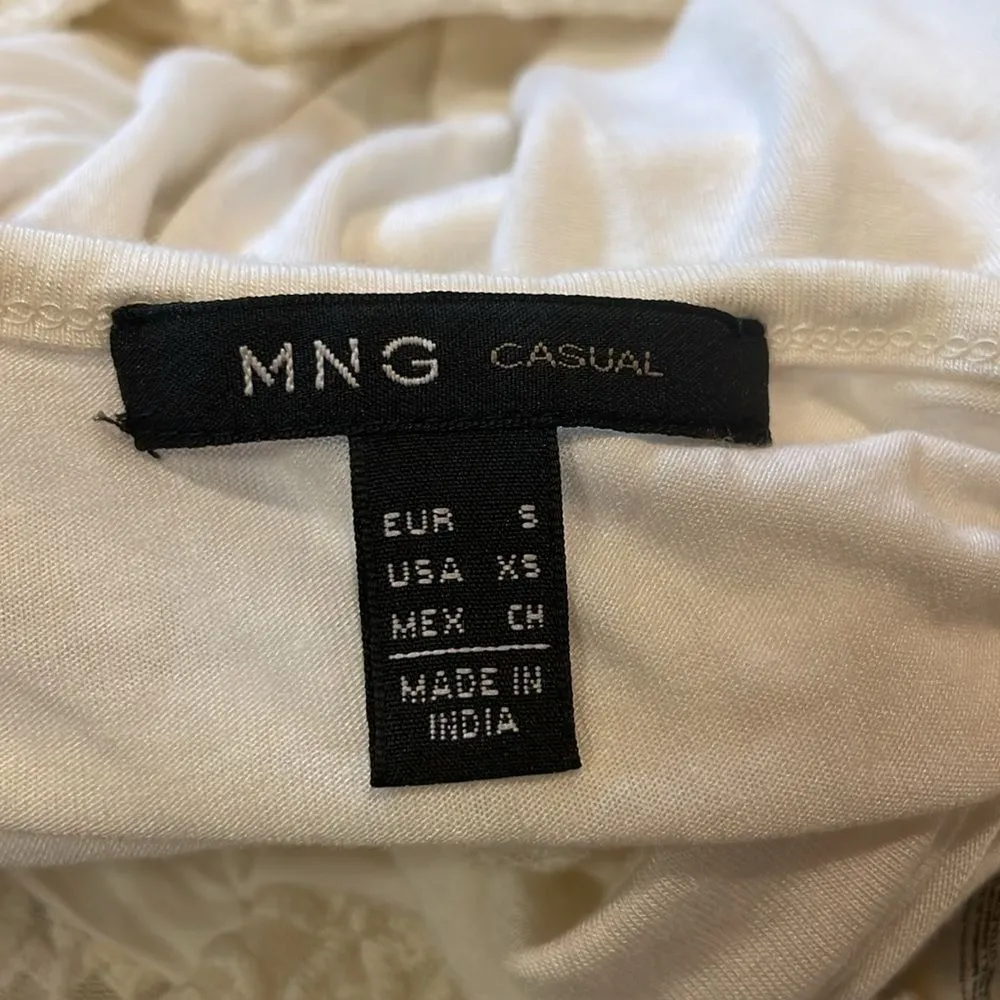 MNG CASUAL
EUR S
USA XS
MEX CH
MADE IN
INDIA